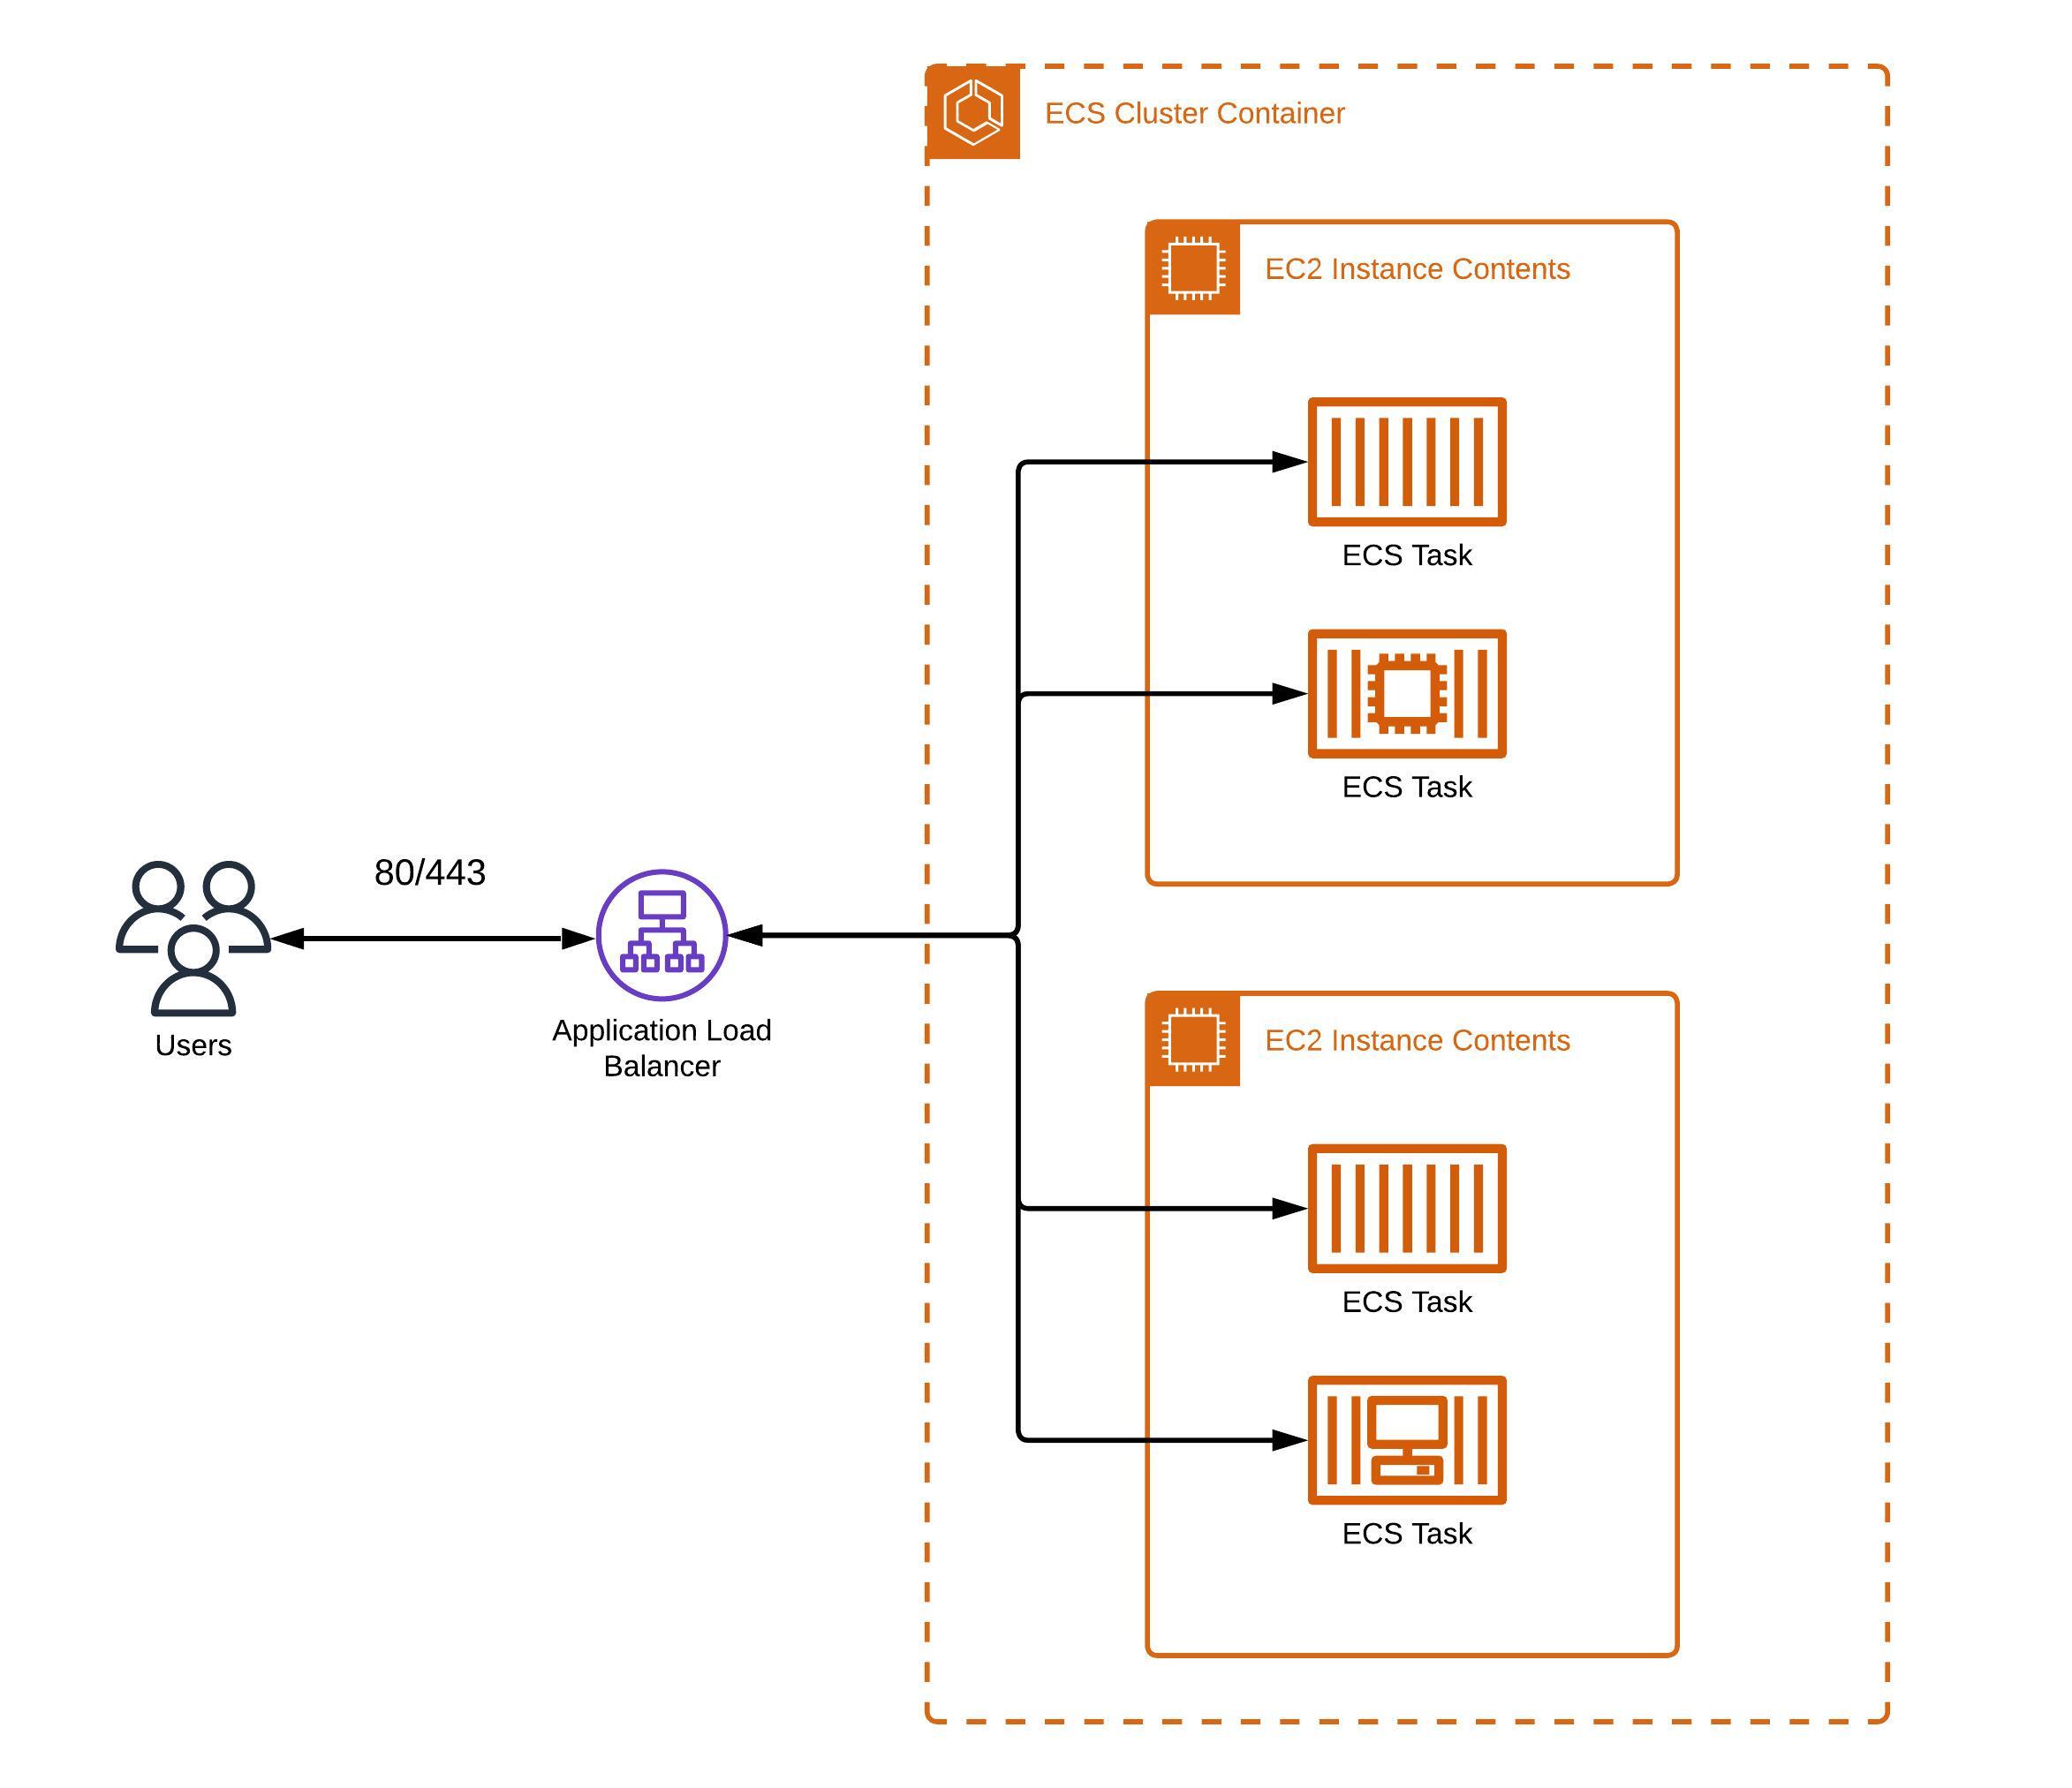 ECS Cluster Container
EC2 Instance Contents
ECS Task
ECS Task
80/443
Users
Application Load
Balancer
EC2 Instance Contents
ECS Task
ECS Task